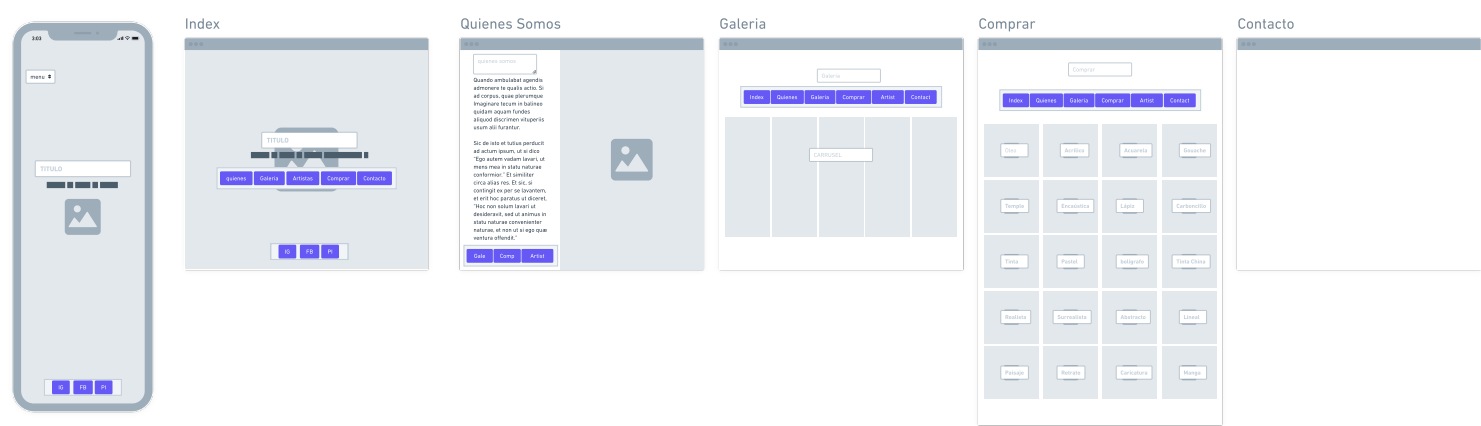 Index
Quienes Somos
Galeria
Comprar
Contacto
3:03
menu
TITULO
IG FB PI
TITULO
quienes Galeria Artistas Comprar Contacto
IG FB PI
quienes somos
Quando ambulabat agendis
admonere te qualis actio. Si
ad corpus, quae plerumque
Imaginare tecum in balineo
quidam aquam fundes
aliquod discrimen vituperiis
usum alii furantur.
Sic de isto et tutius perducit
ad actum ipsum, ut si dico
"Ego autem vadam lavari, ut
mens mea in statu naturae
conformior." Et similiter
circa alias res. Et sic, si
contingit ex per se lavantem,
et erit hoc paratus ut diceret,
"Hoc non solum lavari ut
desideravit, sed ut animus in
statu naturae convenienter
naturae, et non ut si ego quae
ventura offendit."
Gale Comp Artist
Galeria
Index Quienes Galeria Comprar Artist Contact
CARRUSEL
Comprar
Index Quienes Galeria Comprar Artist Contact
Oleo Acrílico Acuarela Gouache
Temple Encaústica Lápiz Carboncillo
Tinta Pastel bolígrafo Tinta China
Realista Surrealista Abstracto Lineal
Paisaje Retrato Caricatura Manga